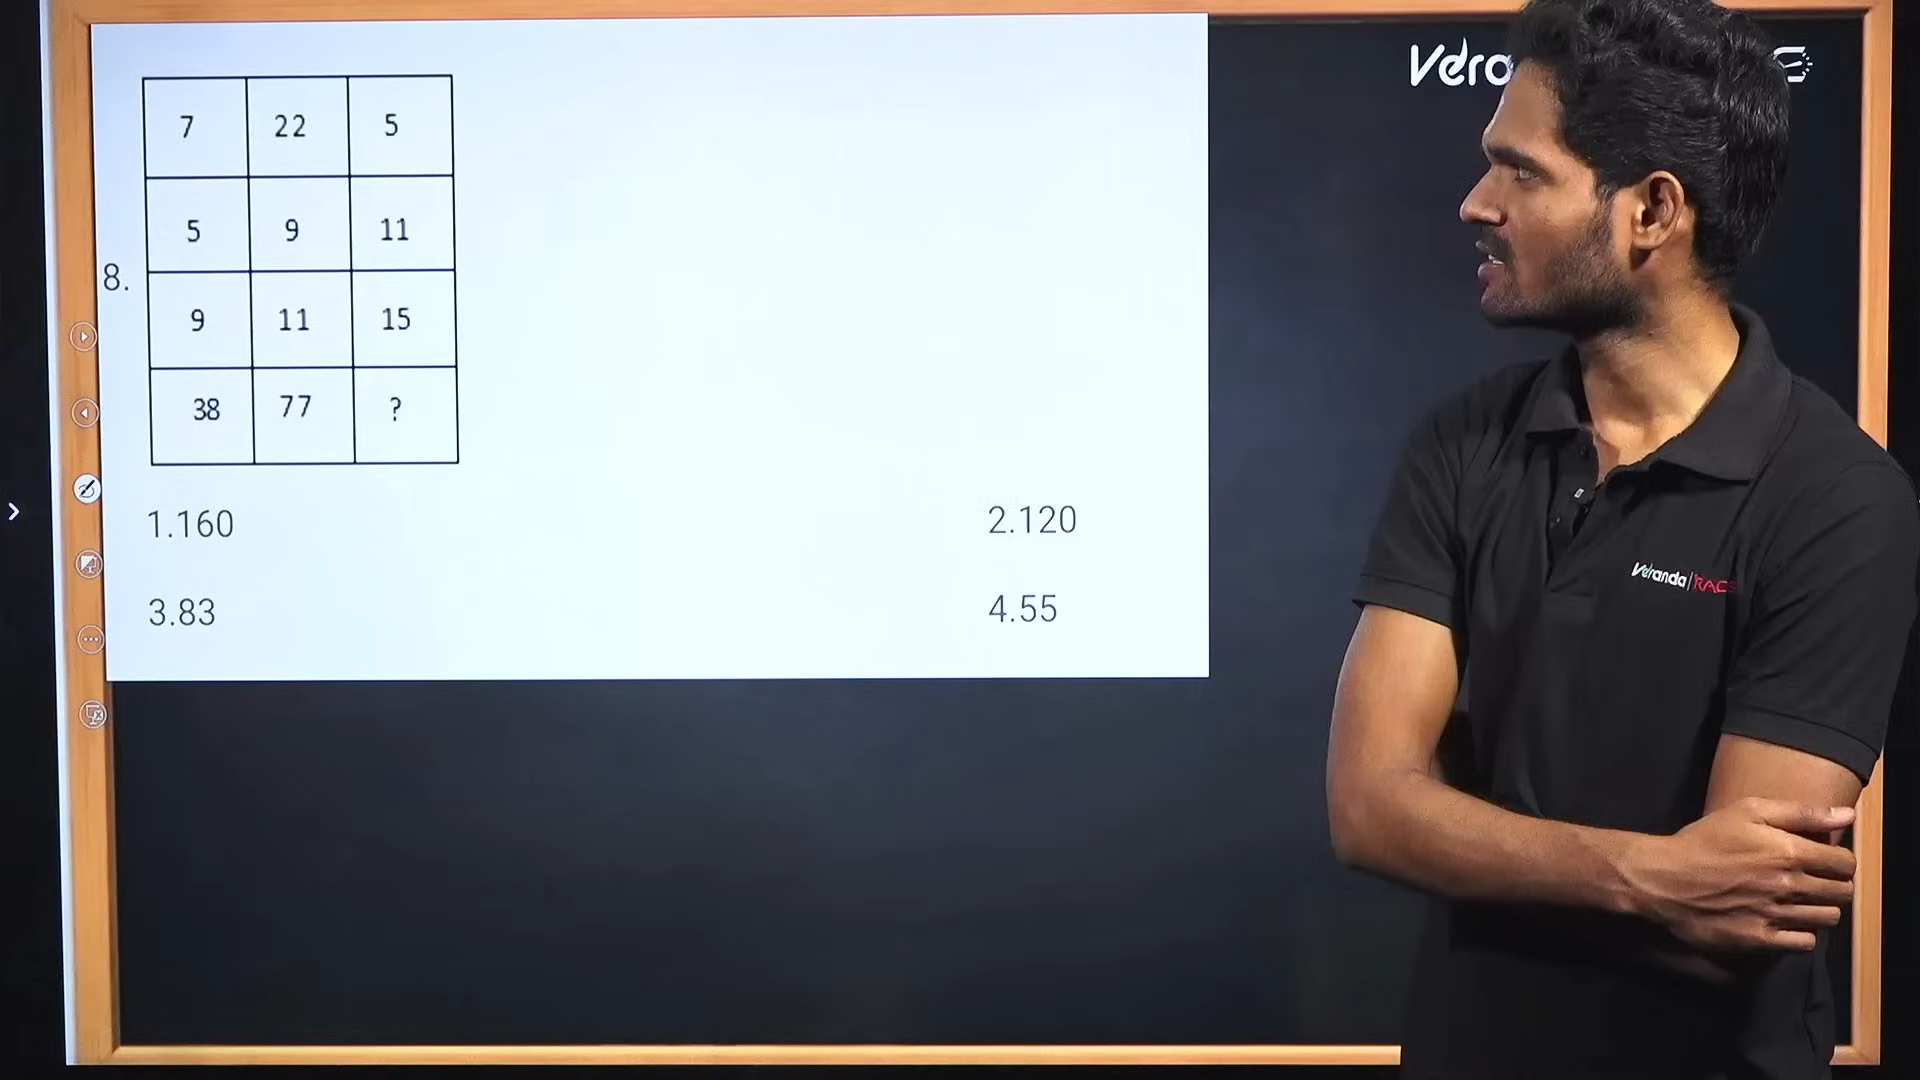 7 22 5
5 9 11
8.
9 11 15
38 77 ?
1.160 2.120
3.83 4.55
Veranda